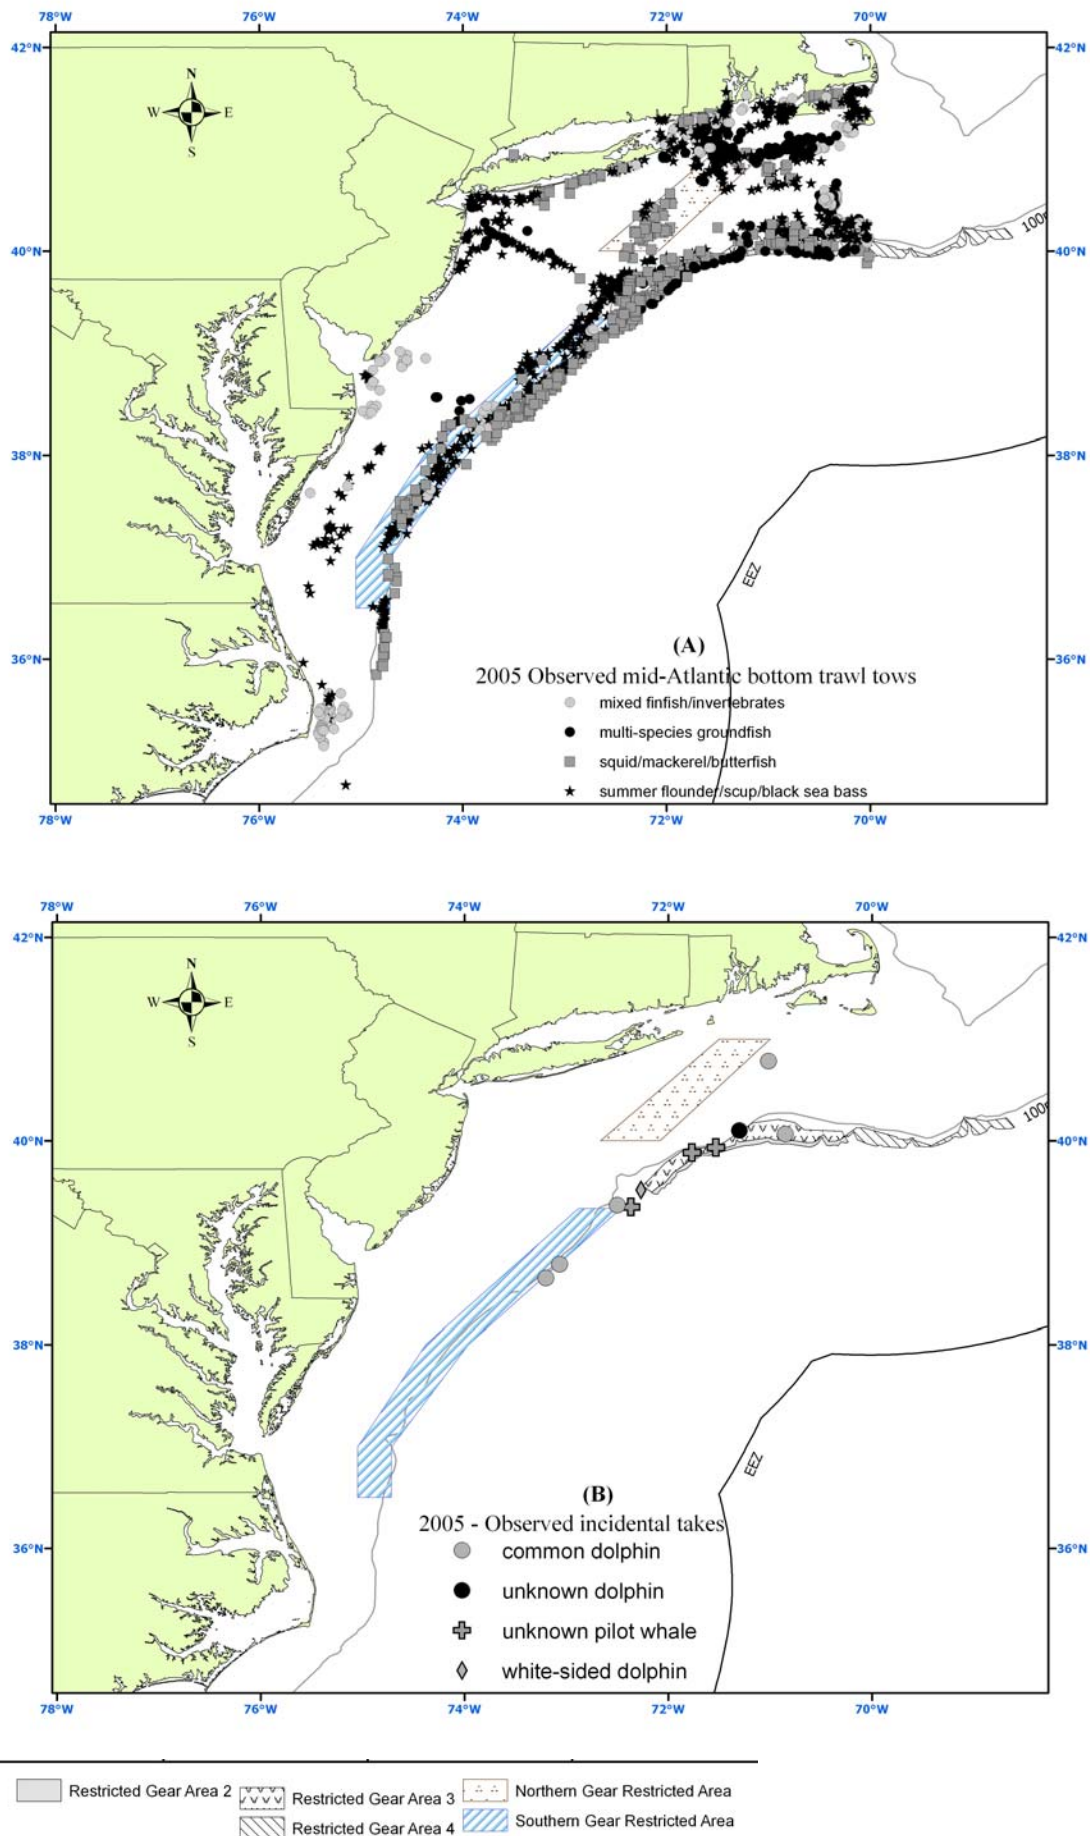 78°W 76°W 74°W 72°W 70°W
42°N 42°N
N
W E
S
40°N 40°N
38°N 38°N
EEZ
36°N 36°N
(A)
2005 Observed mid-Atlantic bottom trawl tows
mixed finfish/invertebrates
multi-species groundfish
squid/mackerel/butterfish
summer flounder/scup/black sea bass
78°W 76°W 74°W 72°W 70°W
78°W 76°W 74°W 72°W 70°W
42°N 42°N
N
W E
S
40°N 40°N
38°N 38°N
EEZ
36°N 36°N
(B)
2005 - Observed incidental takes
common dolphin
unknown dolphin
unknown pilot whale
white-sided dolphin
78°W 76°W 74°W 72°W 70°W
Restricted Gear Area 2
Restricted Gear Area 3
Restricted Gear Area 4
Northern Gear Restricted Area
Southern Gear Restricted Area